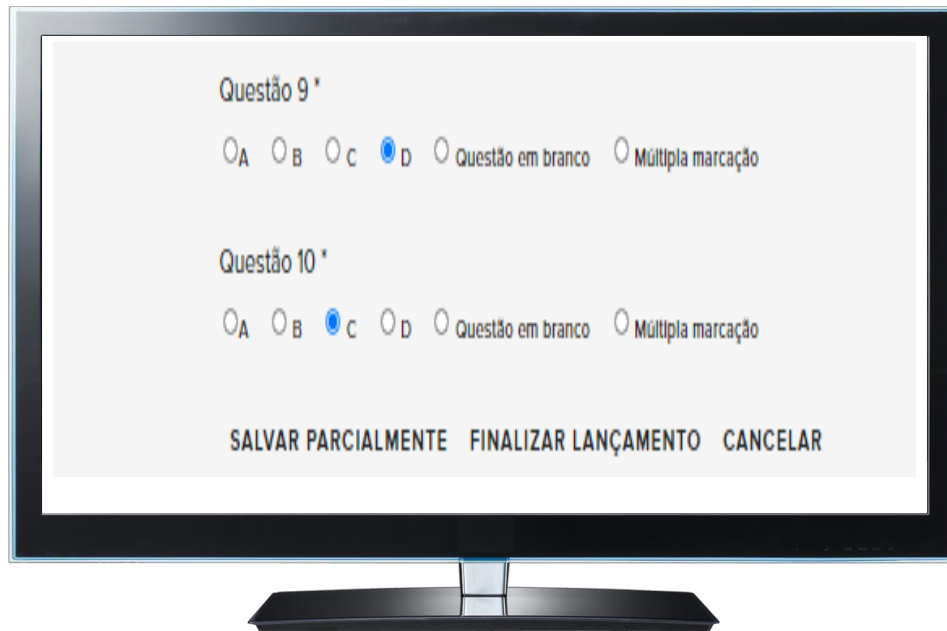 Questão 9 *
A B C D Questão em branco Múltipla marcação
Questão 10 *
A B C D Questão em branco Múltipla marcação
SALVAR PARCIALMENTE FINALIZAR LANÇAMENTO CANCELAR